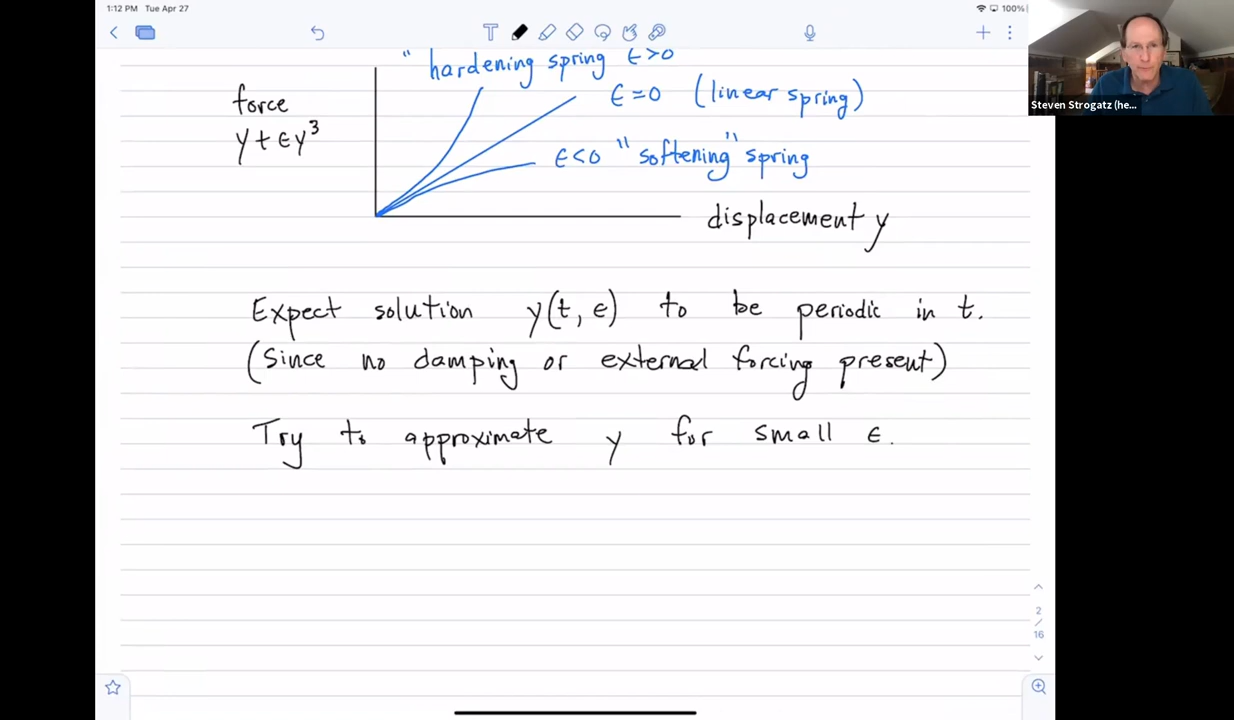 1:12 PM Tue Apr 27
100%
Steven Strogatz (he...
"hardening spring ϵ>0
force
y+ϵy³
ϵ=0 (linear spring)
ϵ<0 "softening" spring
displacement y
Expect solution y(t, ϵ) to be periodic in t.
(Since no damping or external forcing present)
Try to approximate y for small ϵ.
2
/
16